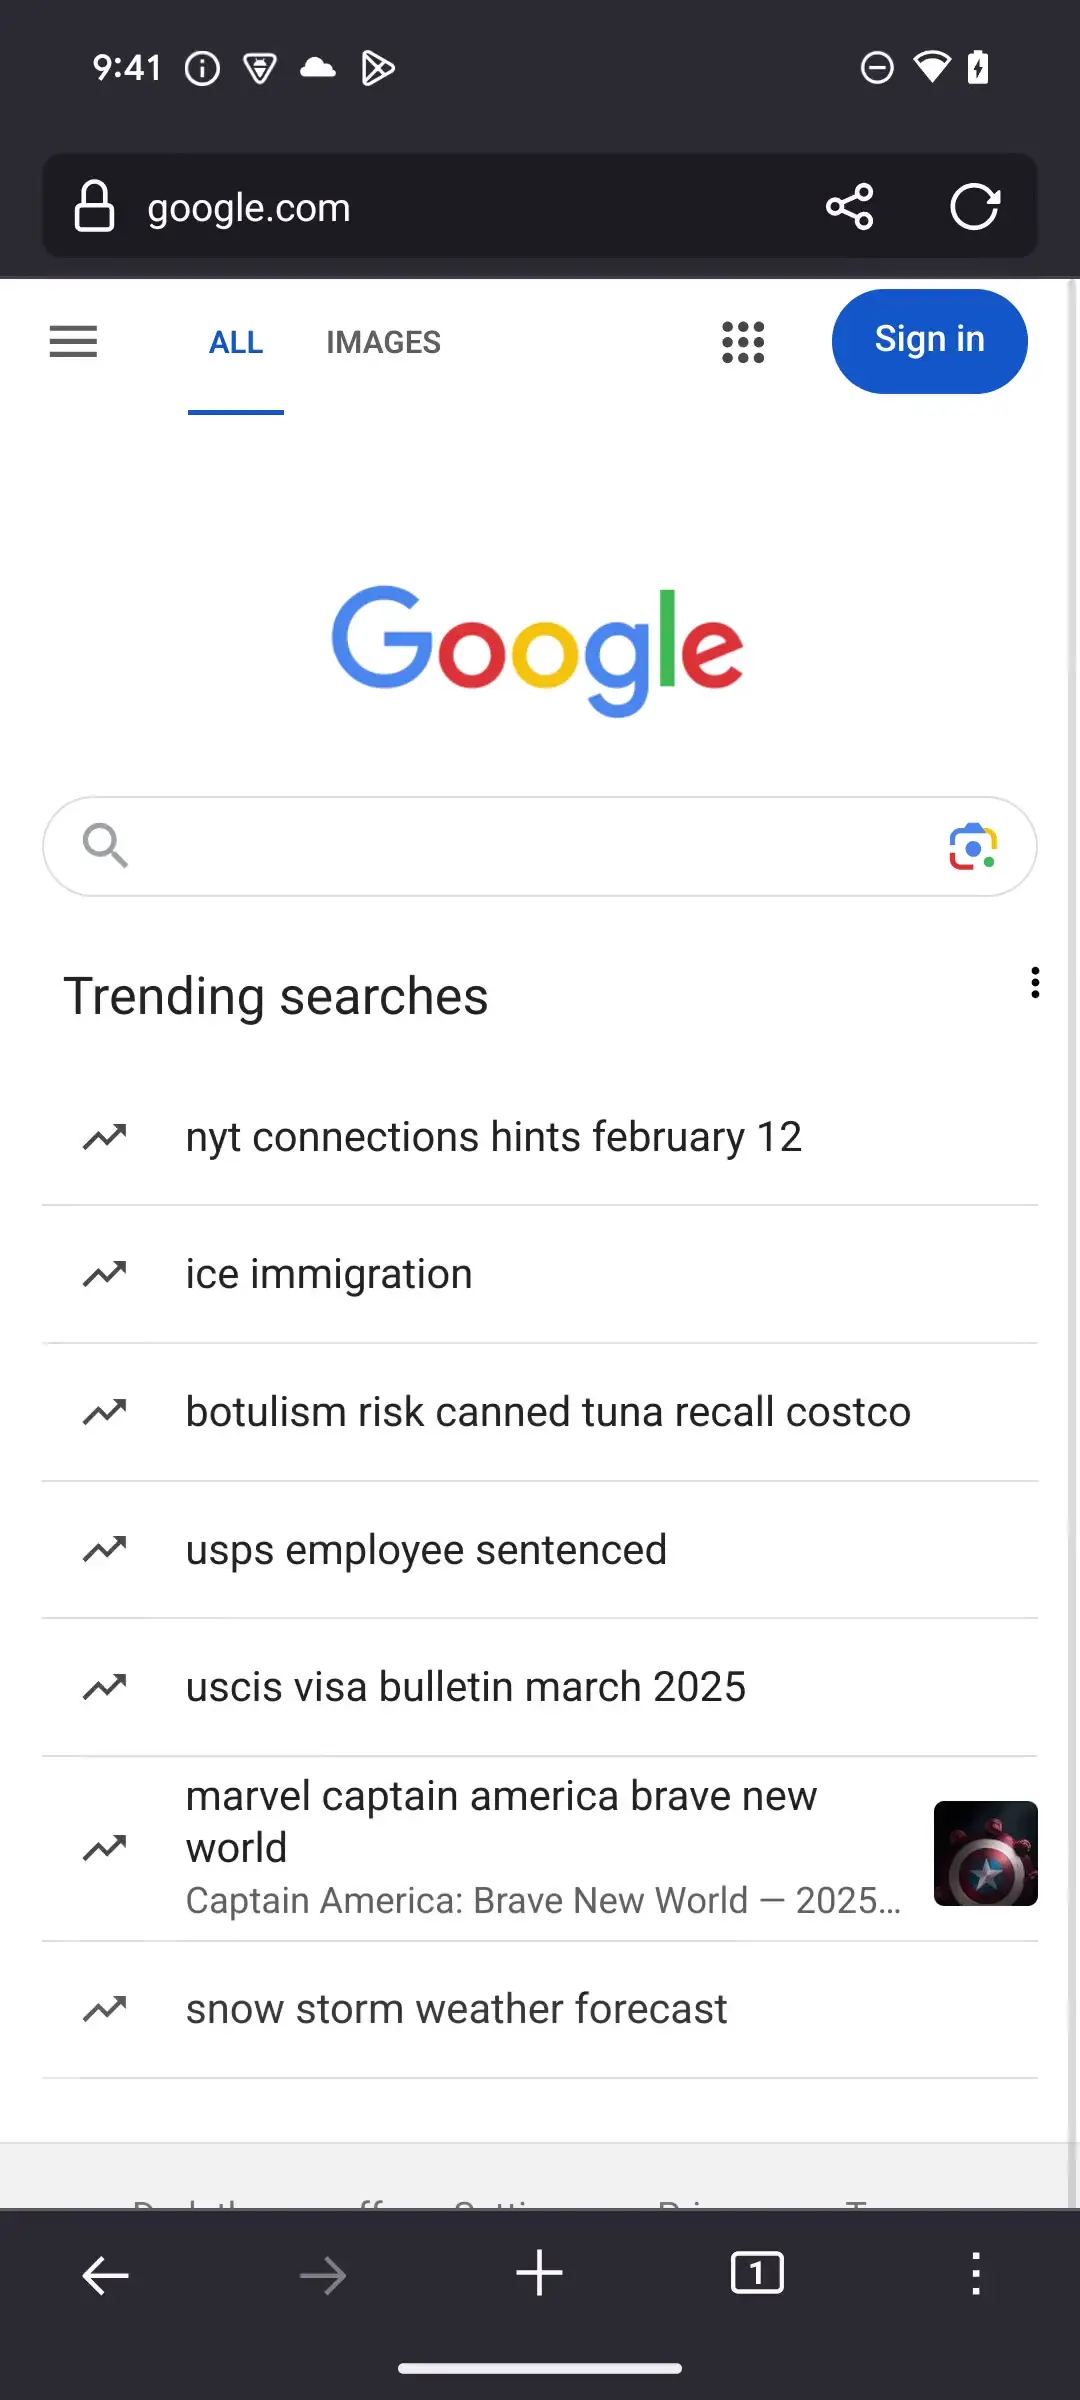 9:41
google.com
ALL IMAGES Sign in
Google
Trending searches
nyt connections hints february 12
ice immigration
botulism risk canned tuna recall costco
usps employee sentenced
uscis visa bulletin march 2025
marvel captain america brave new
world
Captain America: Brave New World — 2025...
snow storm weather forecast
1